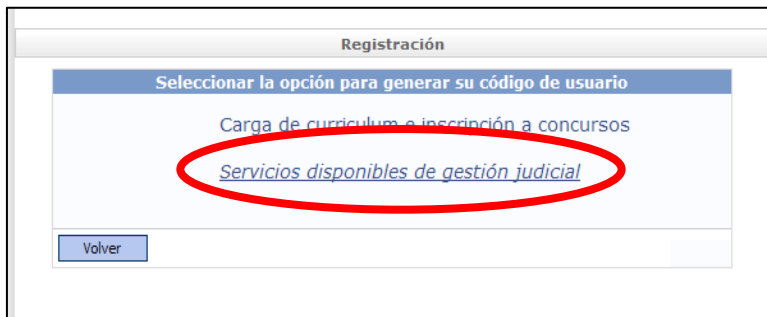 Registración
Seleccionar la opción para generar su código de usuario
Carga de curriculum e inscripción a concursos
Servicios disponibles de gestión judicial
Volver